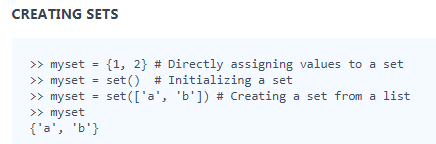 CREATING SETS
>> myset = {1, 2} # Directly assigning values to a set
>> myset = set()  # Initializing a set
>> myset = set(['a', 'b']) # Creating a set from a list
>> myset
{'a', 'b'}